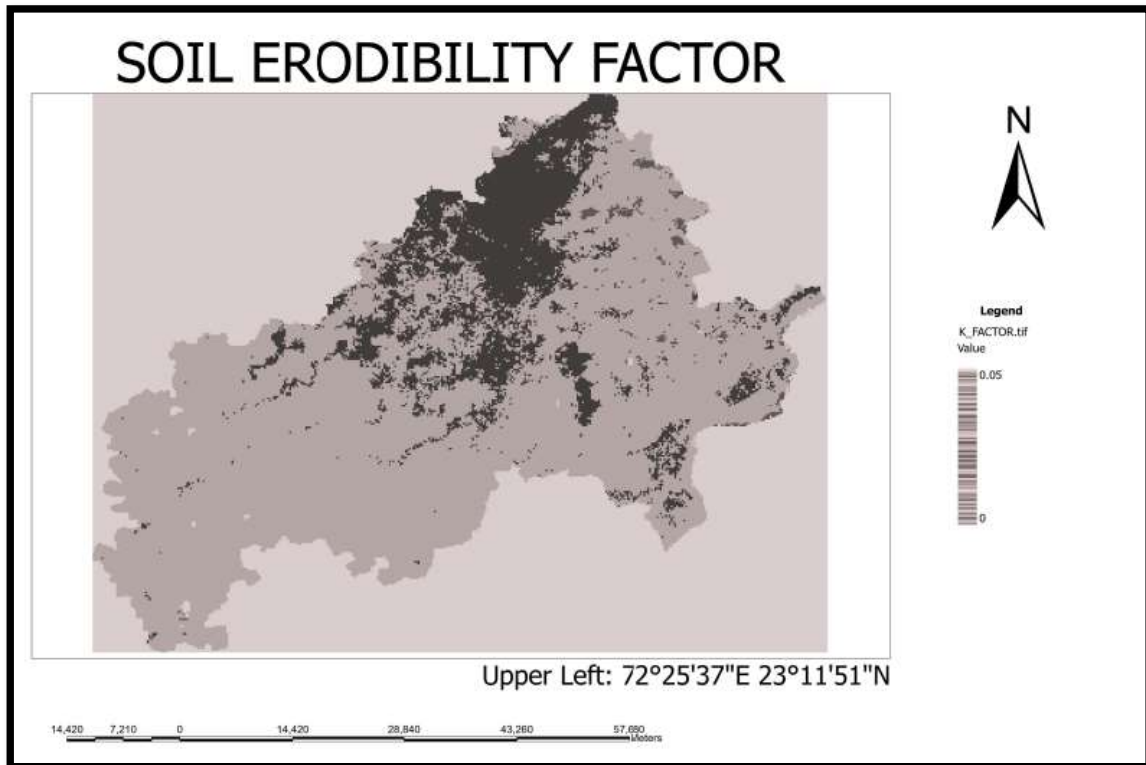 SOIL ERODIBILITY FACTOR
N
Legend
K_FACTOR.tif
Value
0.05
0
Upper Left: 72°25'37"E 23°11'51"N
14,420 7,210 0 14,420 28,840 43,260 57,680
Meters